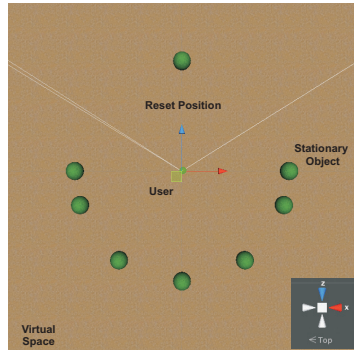 Reset Position
Stationary
Object
User
Virtual
Space
z
x
< Top